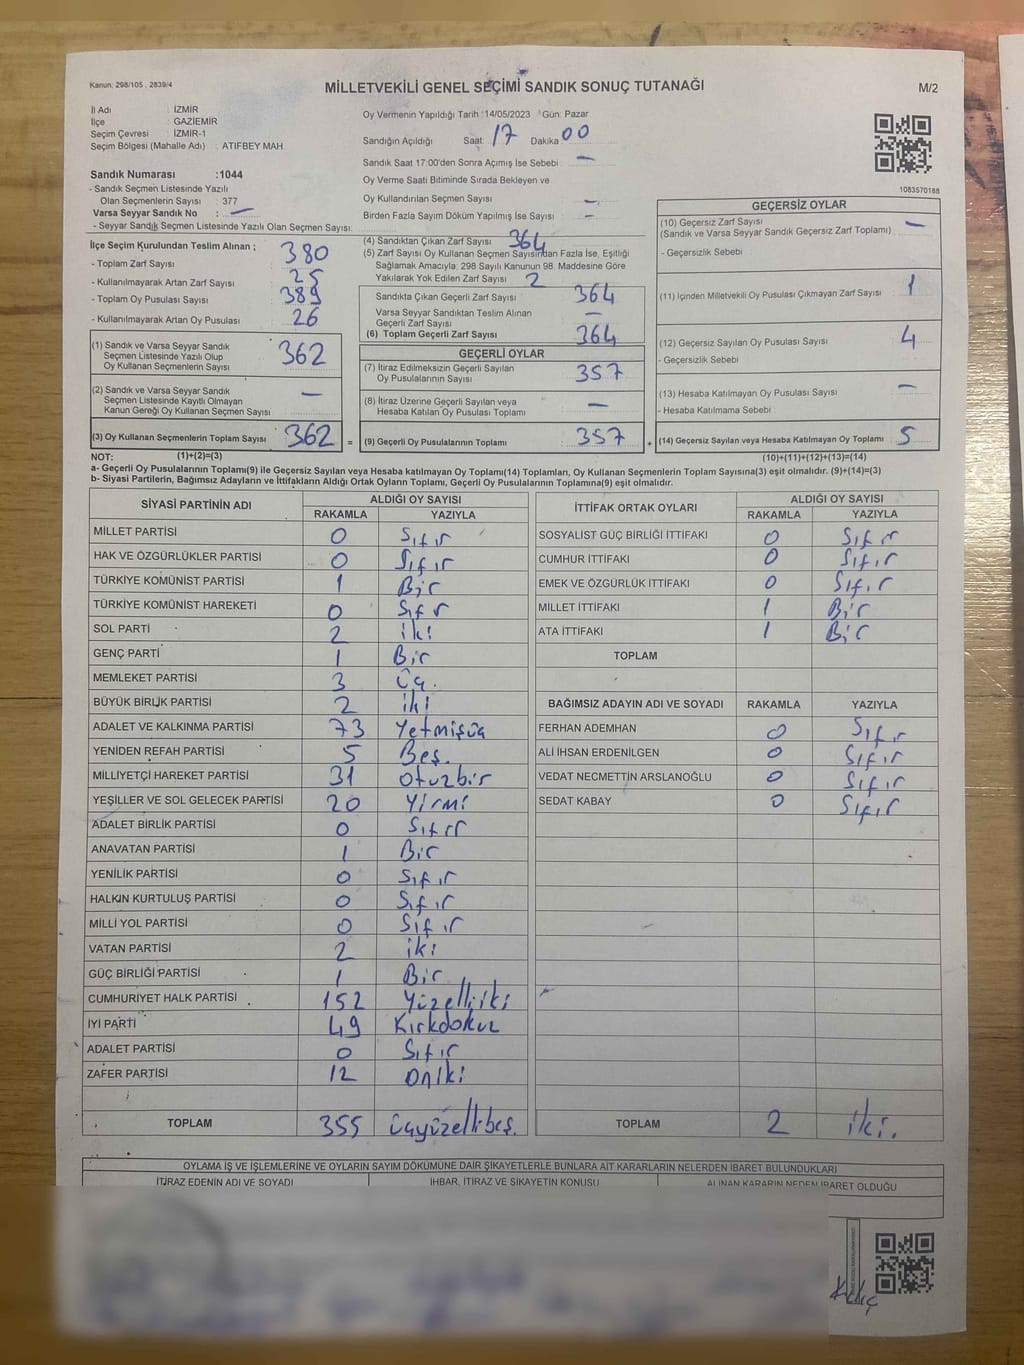 Kanun: 298/105 , 2839/4
MİLLETVEKİLİ GENEL SEÇİMİ SANDIK SONUÇ TUTANAĞI
M/2
İl Adı : İZMİR
İlçe : GAZİEMİR
Seçim Çevresi : İZMİR-1
Seçim Bölgesi (Mahalle Adı) : ATIFBEY MAH.
Oy Vermenin Yapıldığı Tarih :14/05/2023 Gün: Pazar
Sandığın Açıldığı Saat: 17 Dakika: 00
Sandık Saat 17:00'den Sonra Açımış İse Sebebi : —
Oy Verme Saati Bitiminde Sırada Bekleyen ve
Oy Kullandırılan Seçmen Sayısı : —
Birden Fazla Sayım Döküm Yapılmış İse Sayısı : —
1083570188
Sandık Numarası :1044
- Sandık Seçmen Listesinde Yazılı
Olan Seçmenlerin Sayısı : 377
Varsa Seyyar Sandık No : —
- Seyyar Sandık Seçmen Listesinde Yazılı Olan Seçmen Sayısı:
İlçe Seçim Kurulundan Teslim Alınan ;
- Toplam Zarf Sayısı 380
- Kullanılmayarak Artan Zarf Sayısı 25
- Toplam Oy Pusulası Sayısı 389
- Kullanılmayarak Artan Oy Pusulası 26
(1) Sandık ve Varsa Seyyar Sandık
Seçmen Listesinde Yazılı Olup
Oy Kullanan Seçmenlerin Sayısı 362
(2) Sandık ve Varsa Seyyar Sandık
Seçmen Listesinde Kayıtlı Olmayan
Kanun Gereği Oy Kullanan Seçmen Sayısı —
(3) Oy Kullanan Seçmenlerin Toplam Sayısı 362 =
(4) Sandıktan Çıkan Zarf Sayısı 364
(5) Zarf Sayısı Oy Kullanan Seçmen Sayısından Fazla İse, Eşitliği
Sağlamak Amacıyla; 298 Sayılı Kanunun 98. Maddesine Göre
Yakılarak Yok Edilen Zarf Sayısı 2
Sandıkta Çıkan Geçerli Zarf Sayısı 364
Varsa Seyyar Sandıktan Teslim Alınan
Geçerli Zarf Sayısı —
(6) Toplam Geçerli Zarf Sayısı 364
GEÇERLİ OYLAR
(7) İtiraz Edilmeksizin Geçerli Sayılan
Oy Pusulalarının Sayısı 357
(8) İtiraz Üzerine Geçerli Sayılan veya
Hesaba Katılan Oy Pusulası Toplamı —
(9) Geçerli Oy Pusulalarının Toplamı 357 +
GEÇERSİZ OYLAR
(10) Geçersiz Zarf Sayısı —
(Sandık ve Varsa Seyyar Sandık Geçersiz Zarf Toplamı)
- Geçersizlik Sebebi
(11) İçinden Milletvekili Oy Pusulası Çıkmayan Zarf Sayısı 1
(12) Geçersiz Sayılan Oy Pusulası Sayısı 4
- Geçersizlik Sebebi
(13) Hesaba Katılmayan Oy Pusulası Sayısı —
- Hesaba Katılmama Sebebi
(14) Geçersiz Sayılan veya Hesaba Katılmayan Oy Toplamı 5
NOT: (1)+(2)=(3) (10)+(11)+(12)+(13)=(14)
a- Geçerli Oy Pusulalarının Toplamı(9) ile Geçersiz Sayılan veya Hesaba katılmayan Oy Toplamı(14) Toplamları, Oy Kullanan Seçmenlerin Toplam Sayısına(3) eşit olmalıdır. (9)+(14)=(3)
b- Siyasi Partilerin, Bağımsız Adayların ve İttifakların Aldığı Ortak Oyların Toplamı, Geçerli Oy Pusulalarının Toplamına(9) eşit olmalıdır.
SİYASİ PARTİNİN ADI ALDIĞI OY SAYISI
RAKAMLA YAZIYLA
MİLLET PARTİSİ 0 Sıfır
HAK VE ÖZGÜRLÜKLER PARTİSİ 0 Sıfır
TÜRKİYE KOMÜNİST PARTİSİ 1 Bir
TÜRKİYE KOMÜNİST HAREKETİ 0 Sıfır
SOL PARTİ 2 iki
GENÇ PARTİ 1 Bir
MEMLEKET PARTİSİ 3 üç.
BÜYÜK BİRLİK PARTİSİ 2 iki
ADALET VE KALKINMA PARTİSİ 73 Yetmişüç
YENİDEN REFAH PARTİSİ 5 Beş.
MİLLİYETÇİ HAREKET PARTİSİ 31 Otuzbir
YEŞİLLER VE SOL GELECEK PARTİSİ 20 Yirmi
ADALET BİRLİK PARTİSİ 0 Sıfır
ANAVATAN PARTİSİ 1 Bir
YENİLİK PARTİSİ 0 Sıfır
HALKIN KURTULUŞ PARTİSİ 0 Sıfır
MİLLİ YOL PARTİSİ 0 Sıfır
VATAN PARTİSİ 2 iki
GÜÇ BİRLİĞİ PARTİSİ 1 Bir
CUMHURİYET HALK PARTİSİ 152 Yüzelliiki
İYİ PARTİ 49 Kırkdokuz
ADALET PARTİSİ 0 Sıfır
ZAFER PARTİSİ 12 Oniki
TOPLAM 355 üçyüzellibeş.
İTTİFAK ORTAK OYLARI ALDIĞI OY SAYISI
RAKAMLA YAZIYLA
SOSYALİST GÜÇ BİRLİĞİ İTTİFAKI 0 Sıfır
CUMHUR İTTİFAKI 0 Sıfır
EMEK VE ÖZGÜRLÜK İTTİFAKI 0 Sıfır
MİLLET İTTİFAKI 1 Bir
ATA İTTİFAKI 1 Bir
TOPLAM
BAĞIMSIZ ADAYIN ADI VE SOYADI RAKAMLA YAZIYLA
FERHAN ADEMHAN 0 Sıfır
ALİ İHSAN ERDENİLGEN 0 Sıfır
VEDAT NECMETTİN ARSLANOĞLU 0 Sıfır
SEDAT KABAY 0 Sıfır
TOPLAM 2 iki.
OYLAMA İŞ VE İŞLEMLERİNE VE OYLARIN SAYIM DÖKÜMÜNE DAİR ŞİKAYETLERLE BUNLARA AİT KARARLARIN NELERDEN İBARET BULUNDUKLARI
İTİRAZ EDENİN ADI VE SOYADI İHBAR, İTİRAZ VE ŞİKAYETİN KONUSU ALINAN KARARIN NEDEN İBARET OLDUĞU